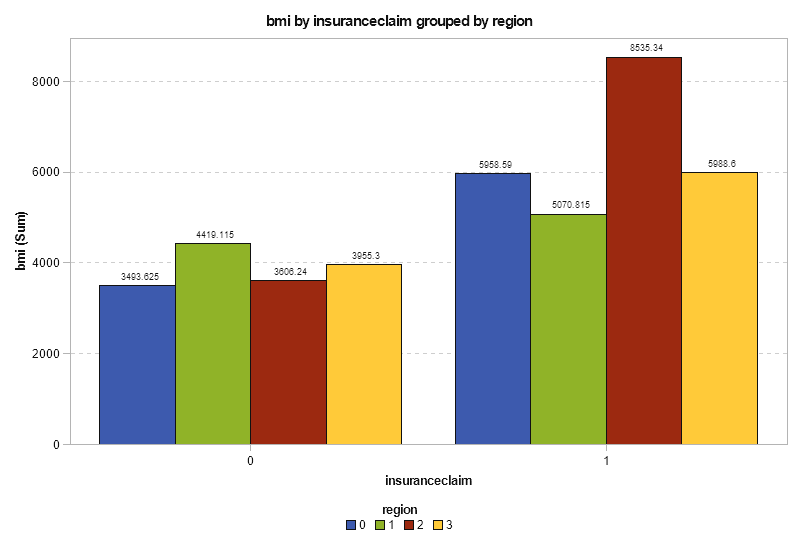 bmi by insuranceclaim grouped by region
8535.34
8000
6000
5958.59
5988.6
5070.815
4419.115
4000
3955.3
3493.625
3606.24
bmi (Sum)
2000
0
0 1
insuranceclaim
region
0 1 2 3